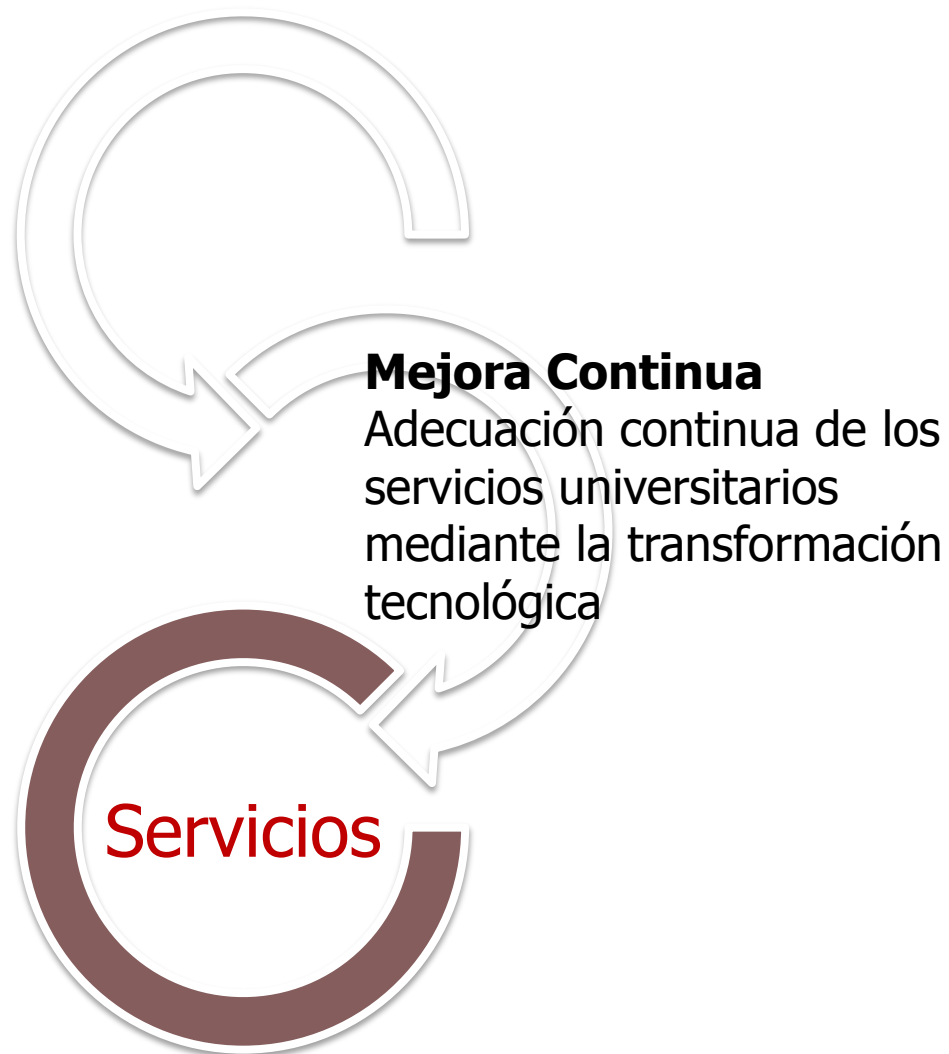 Mejora Continua
Adecuación continua de los
servicios universitarios
mediante la transformación
tecnológica
Servicios